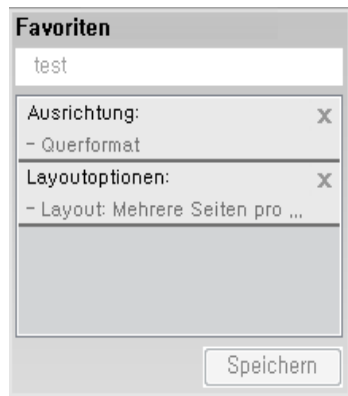 Favoriten
test
Ausrichtung: X
- Querformat
Layoutoptionen: X
- Layout: Mehrere Seiten pro ...
Speichern